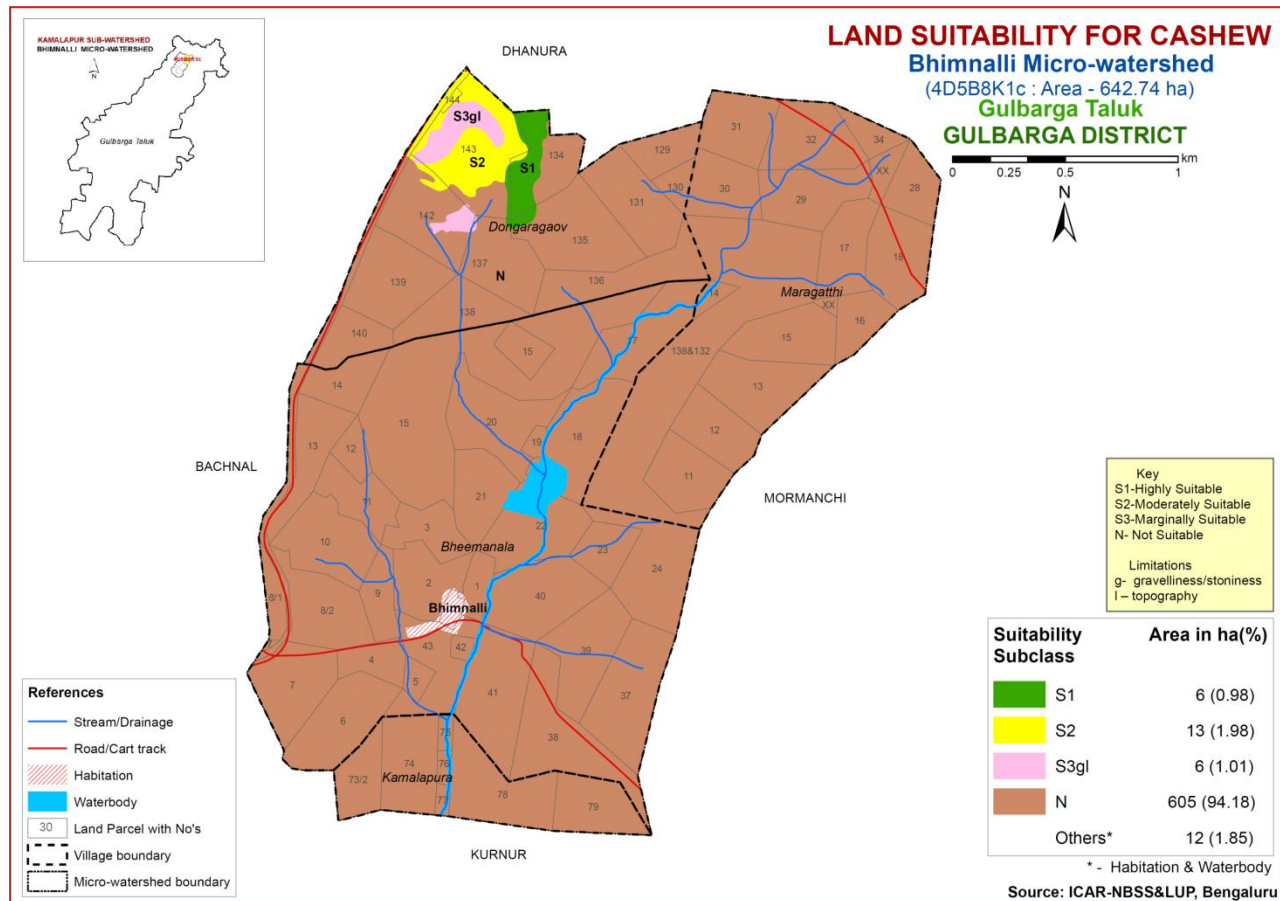 KAMALAPUR SUB-WATERSHED
BHIMNALLI MICRO-WATERSHED
N
Gulbarga Taluk
LAND SUITABILITY FOR CASHEW
Bhimnalli Micro-watershed
(4D5B8K1c : Area - 642.74 ha)
Gulbarga Taluk
GULBARGA DISTRICT
km
0 0.25 0.5 1
N
DHANURA
144
S3gl
143
S2
S1
134
129
130
131
142
Dongaragaov
135
137
N
136
139
138
140
31
32
34
XX
30
29
28
17
18
14
Maragatthi
XX
16
15
138&132
13
12
11
17
15
14
15
20
19
18
13
12
11
21
BACHNAL
MORMANCHI
3
22
23
Bheemanala
24
10
2
1
9
40
8/1
8/2
Bhimnalli
43
42
39
4
5
7
41
37
6
38
75
74
76
73/2
Kamalapura
77
78
79
KURNUR
Key
S1-Highly Suitable
S2-Moderately Suitable
S3-Marginally Suitable
N- Not Suitable
Limitations
g- gravelliness/stoniness
l – topography
Suitability Subclass Area in ha(%)
S1 6 (0.98)
S2 13 (1.98)
S3gl 6 (1.01)
N 605 (94.18)
Others* 12 (1.85)
* - Habitation & Waterbody
Source: ICAR-NBSS&LUP, Bengaluru
References
Stream/Drainage
Road/Cart track
Habitation
Waterbody
30 Land Parcel with No's
Village boundary
Micro-watershed boundary